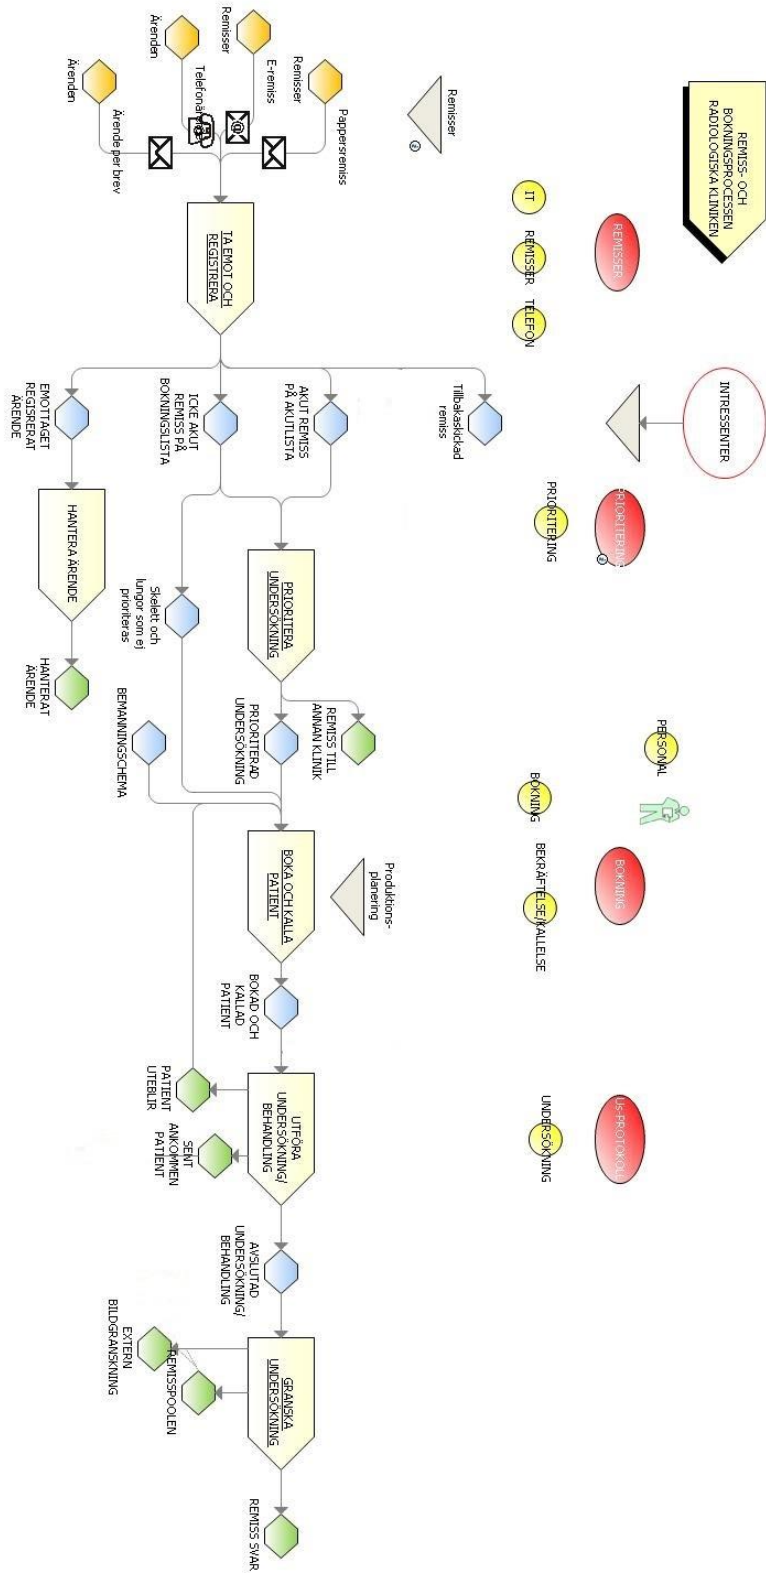 REMISS- OCH
BOKNINGSPROCESSEN
RADIOLOGISKA KLINIKEN
INTRESSENTER
REMISSER
PRIORITERING
BOKNING
Us-PROTOKOLL
PERSONAL
IT
REMISSER
TELEFON
PRIORITERING
BOKNING
BEKRÄFTELSE/KALLELSE
UNDERSÖKNING
Remisser
Produktions-
planering
Tillbakaskickad
remiss
Remisser
Pappersremiss
Remisser
E-remiss
Ärenden
Ärenden
Ärende per brev
TA EMOT OCH
REGISTRERA
AKUT REMISS
PÅ AKUTLISTA
ICKE AKUT
REMISS PÅ
BOKNINGSLISTA
EMOTTAGET
REGISRERAT
ÄRENDE
HANTERA ÄRENDE
HANTERAT
ÄRENDE
PRIORITERA
UNDERSÖKNING
REMISS TILL
ANNAN KLINIK
PRIORITERAD
UNDERSÖKNING
Skelett och
lungor som ej
prioriteras
BEMANNINGSCHEMA
BOKA OCH KALLA
PATIENT
BOKAD OCH
KALLAD
PATIENT
UTFÖRA
UNDERSÖKNING/
BEHANDLING
PATIENT
UTEBLIR
SENT
ANKOMMEN
PATIENT
AVSLUTAD
UNDERSÖKNING/
BEHANDLING
GRANSKA
UNDERSÖKNING
REMISSPOOLEN
EXTERN
BILDGRANSKNING
REMISS SVAR